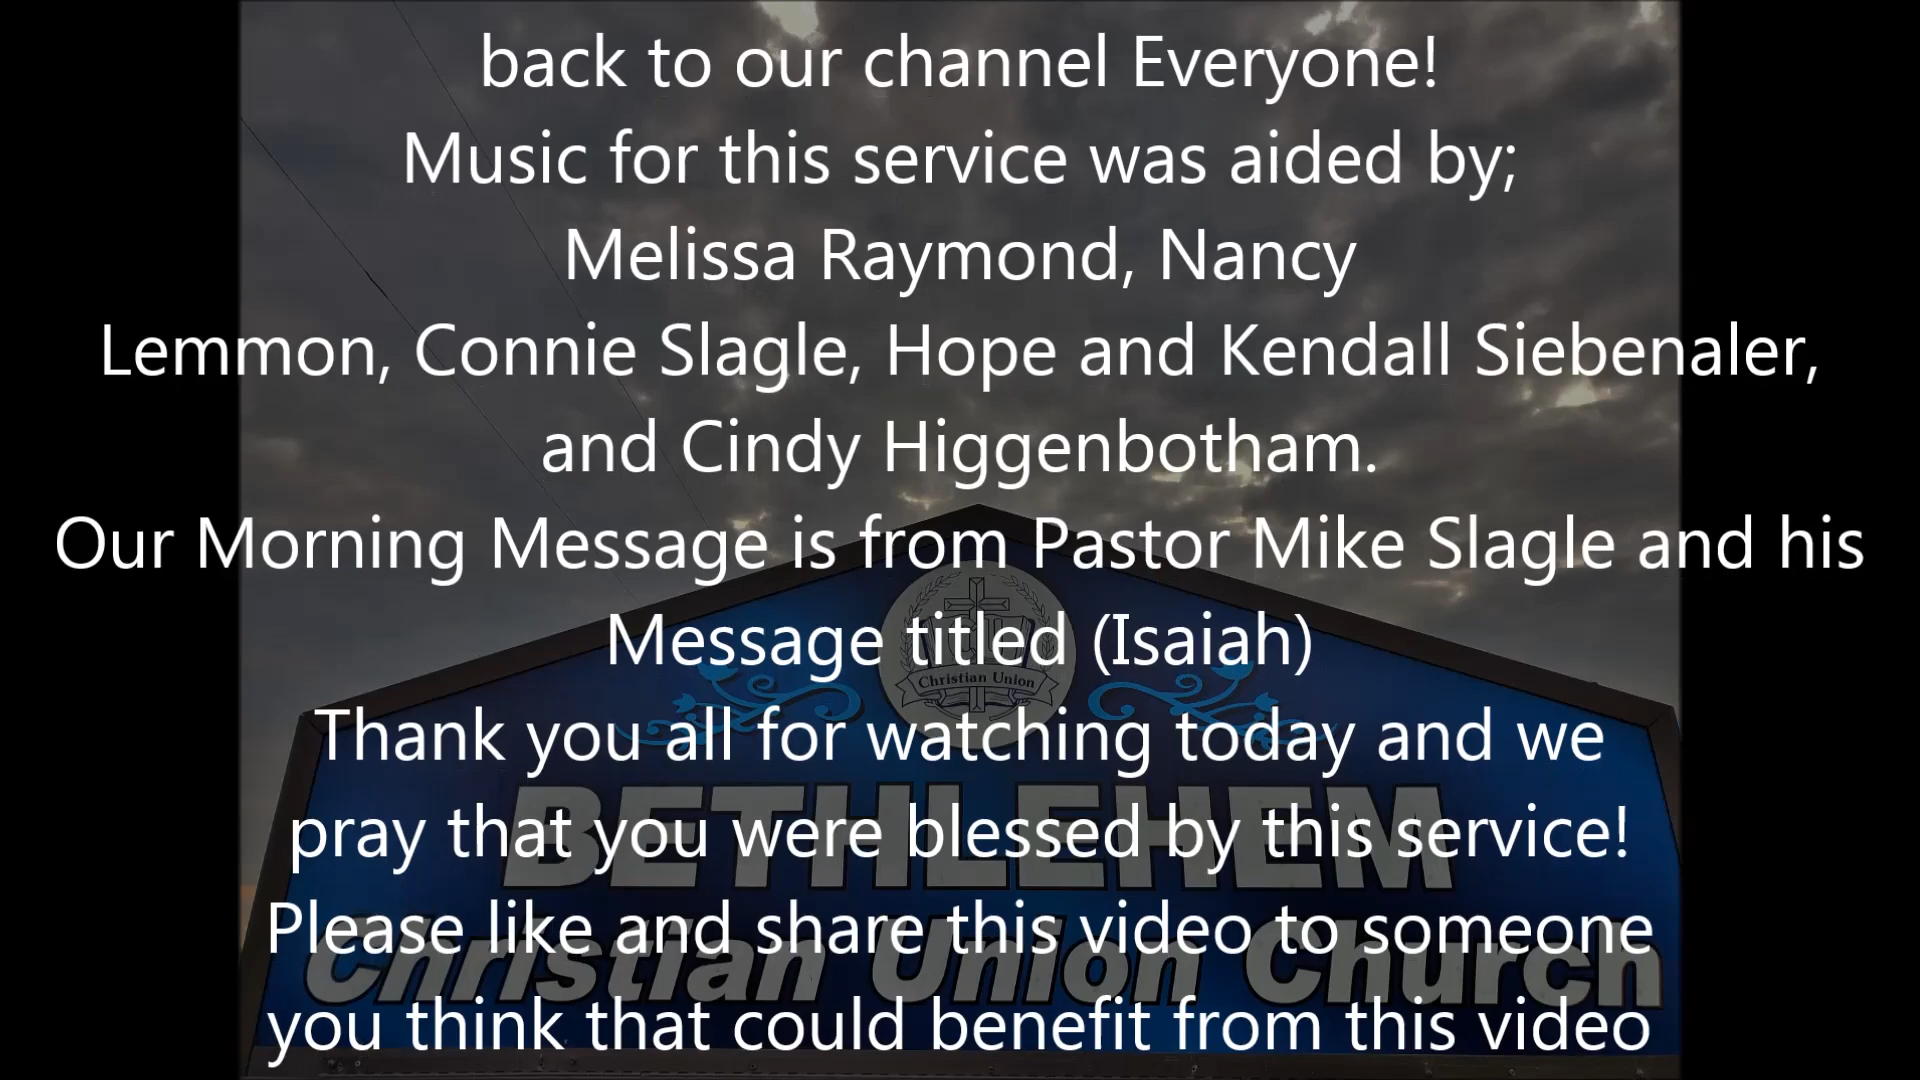 back to our channel Everyone!
Music for this service was aided by;
Melissa Raymond, Nancy
Lemmon, Connie Slagle, Hope and Kendall Siebenaler,
and Cindy Higgenbotham.
Our Morning Message is from Pastor Mike Slagle and his
Message titled (Isaiah)
Christian Union
Thank you all for watching today and we
BETHLEHEM
pray that you were blessed by this service!
Please like and share this video to someone
Christian Union Church
you think that could benefit from this video